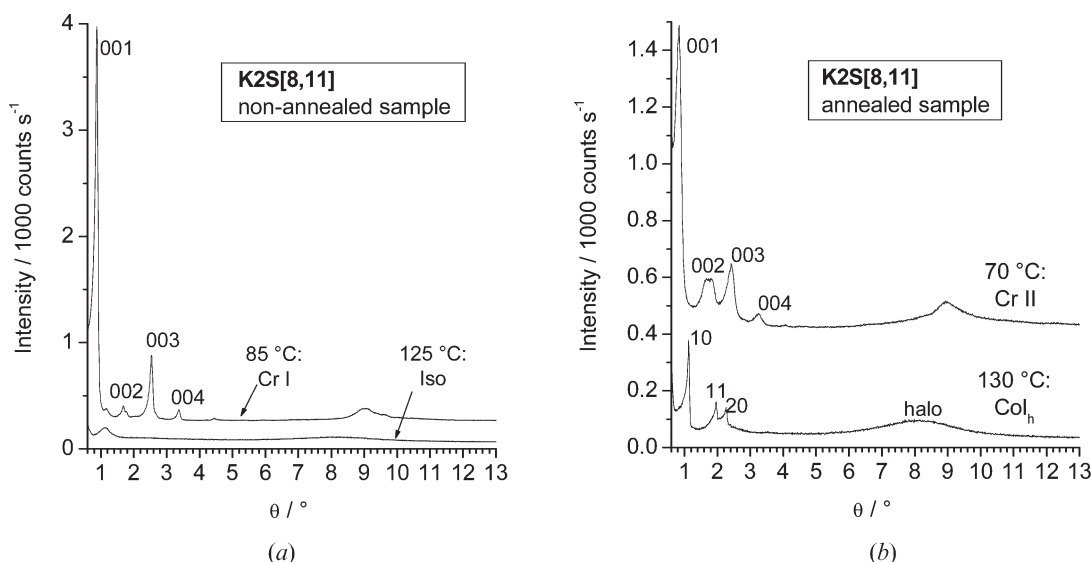 4
3
2
1
0
Intensity / 1000 counts s⁻¹
001
K2S[8,11]
non-annealed sample
003
002
004
85 °C:
Cr I
125 °C:
Iso
1 2 3 4 5 6 7 8 9 10 11 12 13
θ / °
(a)
1.4
1.2
1.0
0.8
0.6
0.4
0.2
0.0
Intensity / 1000 counts s⁻¹
001
K2S[8,11]
annealed sample
002
003
004
70 °C:
Cr II
10
11
20
halo
130 °C:
Colₕ
1 2 3 4 5 6 7 8 9 10 11 12 13
θ / °
(b)